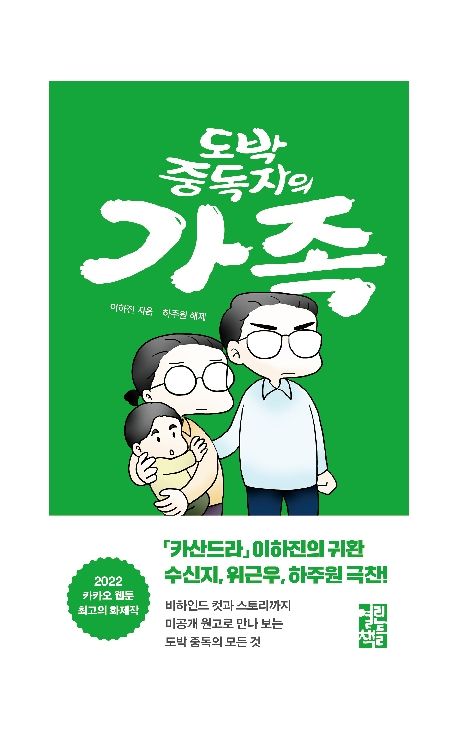 도박
중독자의
가족
이하진 지음 하주원 해제
「카산드라」 이하진의 귀환
수신지, 위근우, 하주원 극찬!
2022
카카오 웹툰
최고의 화제작
비하인드 컷과 스토리까지
미공개 원고로 만나 보는
도박 중독의 모든 것
열린책들